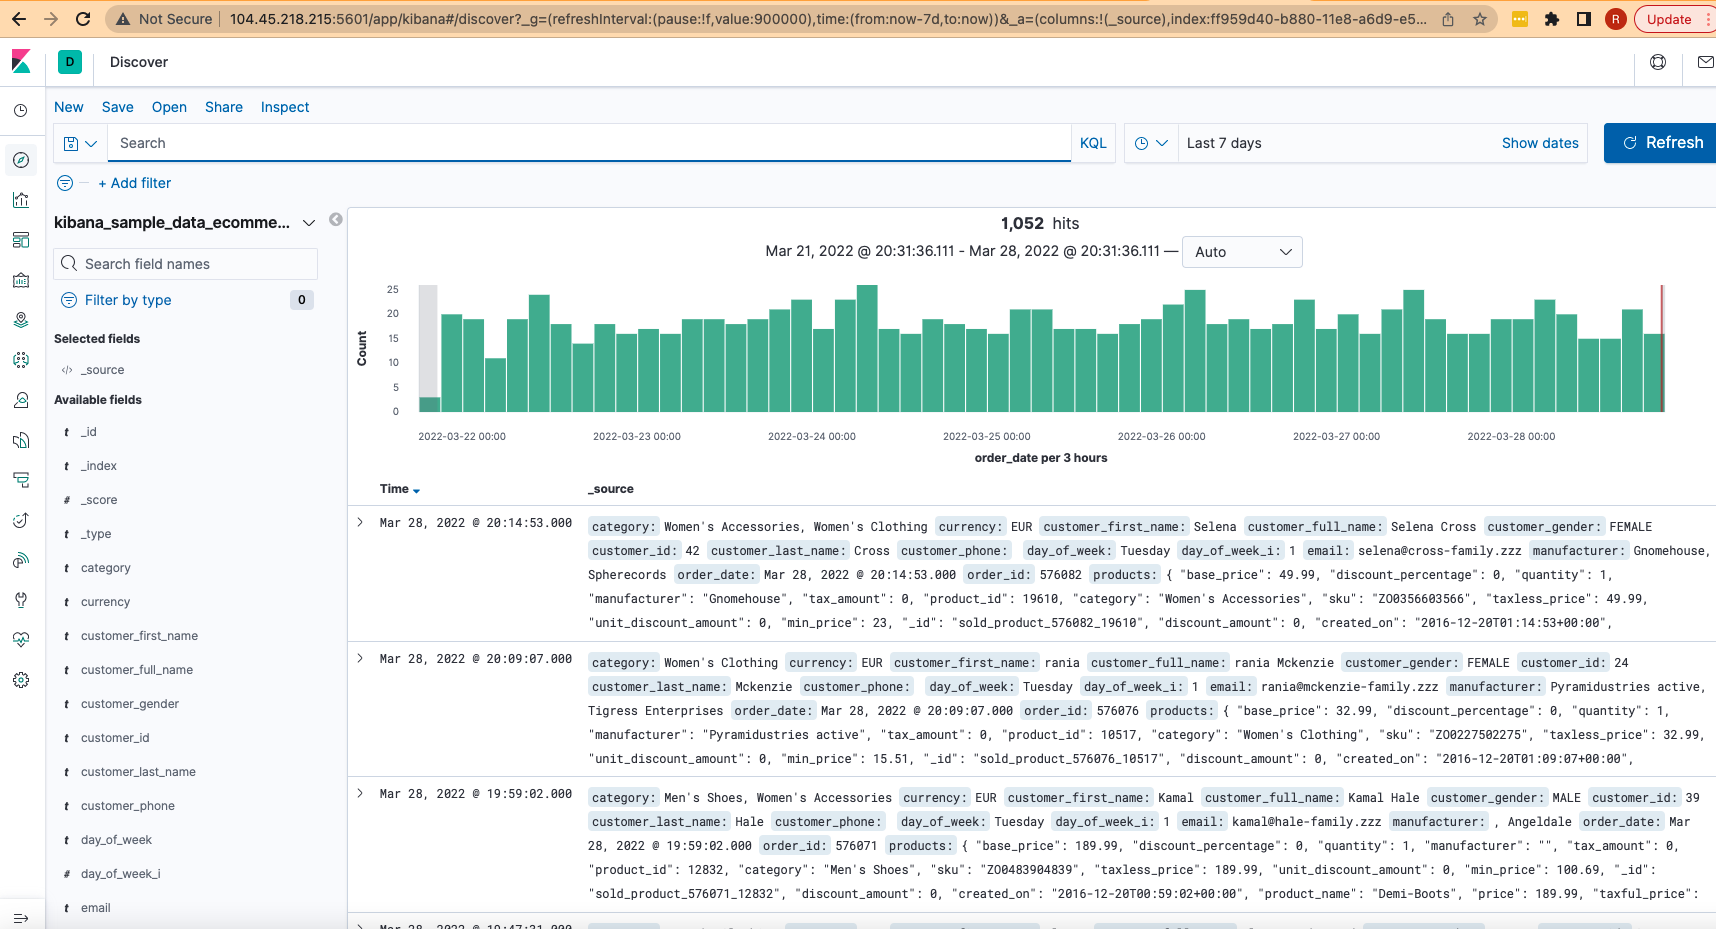 Not Secure | 104.45.218.215:5601/app/kibana#/discover?_g=(refreshInterval:(pause:!f,value:900000),time:(from:now-7d,to:now))&_a=(columns:!(_source),index:ff959d40-b880-11e8-a6d9-e5... R Update
D Discover
New Save Open Share Inspect
Search KQL Last 7 days Show dates Refresh
+ Add filter
kibana_sample_data_ecomme...
Search field names
Filter by type 0
Selected fields
</> _source
Available fields
t _id
t _index
# _score
t _type
t category
t currency
t customer_first_name
t customer_full_name
t customer_gender
t customer_id
t customer_last_name
t customer_phone
t day_of_week
# day_of_week_i
t email
1,052 hits
Mar 21, 2022 @ 20:31:36.111 - Mar 28, 2022 @ 20:31:36.111 — Auto
Count
25
20
15
10
5
0
2022-03-22 00:00 2022-03-23 00:00 2022-03-24 00:00 2022-03-25 00:00 2022-03-26 00:00 2022-03-27 00:00 2022-03-28 00:00
order_date per 3 hours
Time _source
Mar 28, 2022 @ 20:14:53.000 category: Women's Accessories, Women's Clothing currency: EUR customer_first_name: Selena customer_full_name: Selena Cross customer_gender: FEMALE
customer_id: 42 customer_last_name: Cross customer_phone: day_of_week: Tuesday day_of_week_i: 1 email: selena@cross-family.zzz manufacturer: Gnomehouse,
Spherecords order_date: Mar 28, 2022 @ 20:14:53.000 order_id: 576082 products: { "base_price": 49.99, "discount_percentage": 0, "quantity": 1,
"manufacturer": "Gnomehouse", "tax_amount": 0, "product_id": 19610, "category": "Women's Accessories", "sku": "ZO0356603566", "taxless_price": 49.99,
"unit_discount_amount": 0, "min_price": 23, "_id": "sold_product_576082_19610", "discount_amount": 0, "created_on": "2016-12-20T01:14:53+00:00",
Mar 28, 2022 @ 20:09:07.000 category: Women's Clothing currency: EUR customer_first_name: rania customer_full_name: rania Mckenzie customer_gender: FEMALE customer_id: 24
customer_last_name: Mckenzie customer_phone: day_of_week: Tuesday day_of_week_i: 1 email: rania@mckenzie-family.zzz manufacturer: Pyramidustries active,
Tigress Enterprises order_date: Mar 28, 2022 @ 20:09:07.000 order_id: 576076 products: { "base_price": 32.99, "discount_percentage": 0, "quantity": 1,
"manufacturer": "Pyramidustries active", "tax_amount": 0, "product_id": 10517, "category": "Women's Clothing", "sku": "ZO0227502275", "taxless_price": 32.99,
"unit_discount_amount": 0, "min_price": 15.51, "_id": "sold_product_576076_10517", "discount_amount": 0, "created_on": "2016-12-20T01:09:07+00:00",
Mar 28, 2022 @ 19:59:02.000 category: Men's Shoes, Women's Accessories currency: EUR customer_first_name: Kamal customer_full_name: Kamal Hale customer_gender: MALE customer_id: 39
customer_last_name: Hale customer_phone: day_of_week: Tuesday day_of_week_i: 1 email: kamal@hale-family.zzz manufacturer: , Angeldale order_date: Mar
28, 2022 @ 19:59:02.000 order_id: 576071 products: { "base_price": 189.99, "discount_percentage": 0, "quantity": 1, "manufacturer": "", "tax_amount": 0,
"product_id": 12832, "category": "Men's Shoes", "sku": "ZO0483904839", "taxless_price": 189.99, "unit_discount_amount": 0, "min_price": 100.69, "_id":
"sold_product_576071_12832", "discount_amount": 0, "created_on": "2016-12-20T00:59:02+00:00", "product_name": "Demi-Boots", "price": 189.99, "taxful_price":
Mar 28, 2022 @ 19:47:31.000